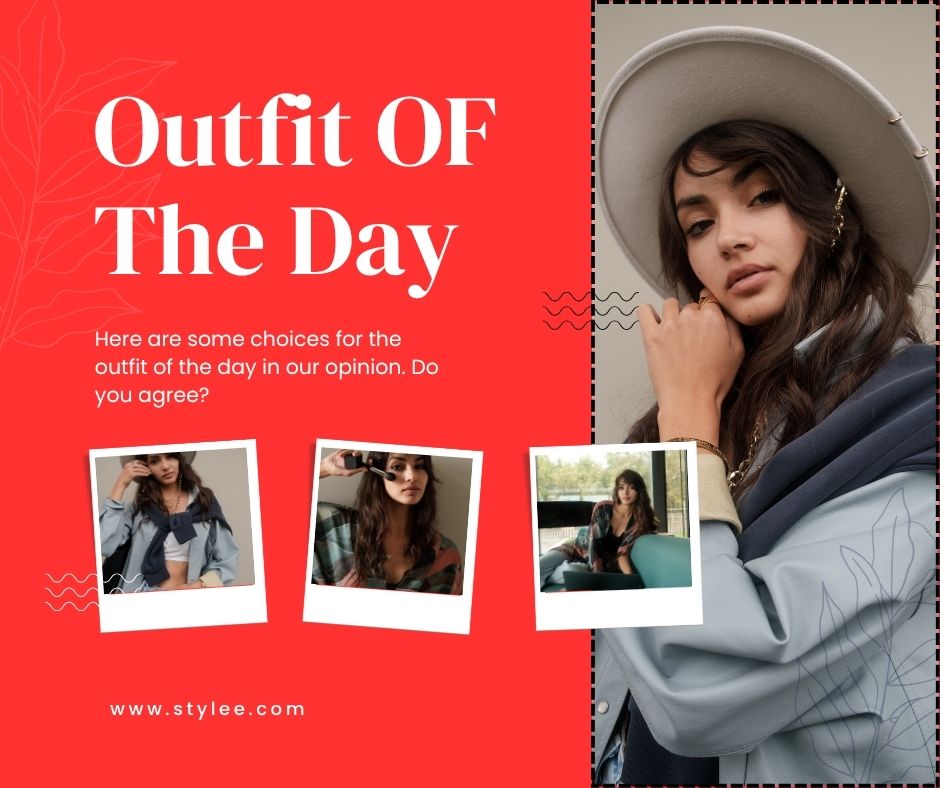 Outfit OF
The Day
Here are some choices for the
outfit of the day in our opinion. Do
you agree?
www.stylee.com